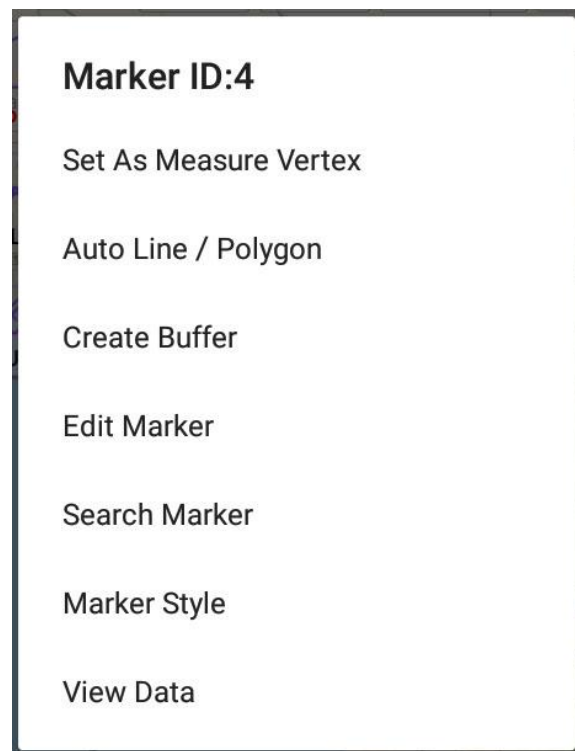 Marker ID:4
Set As Measure Vertex
Auto Line / Polygon
Create Buffer
Edit Marker
Search Marker
Marker Style
View Data